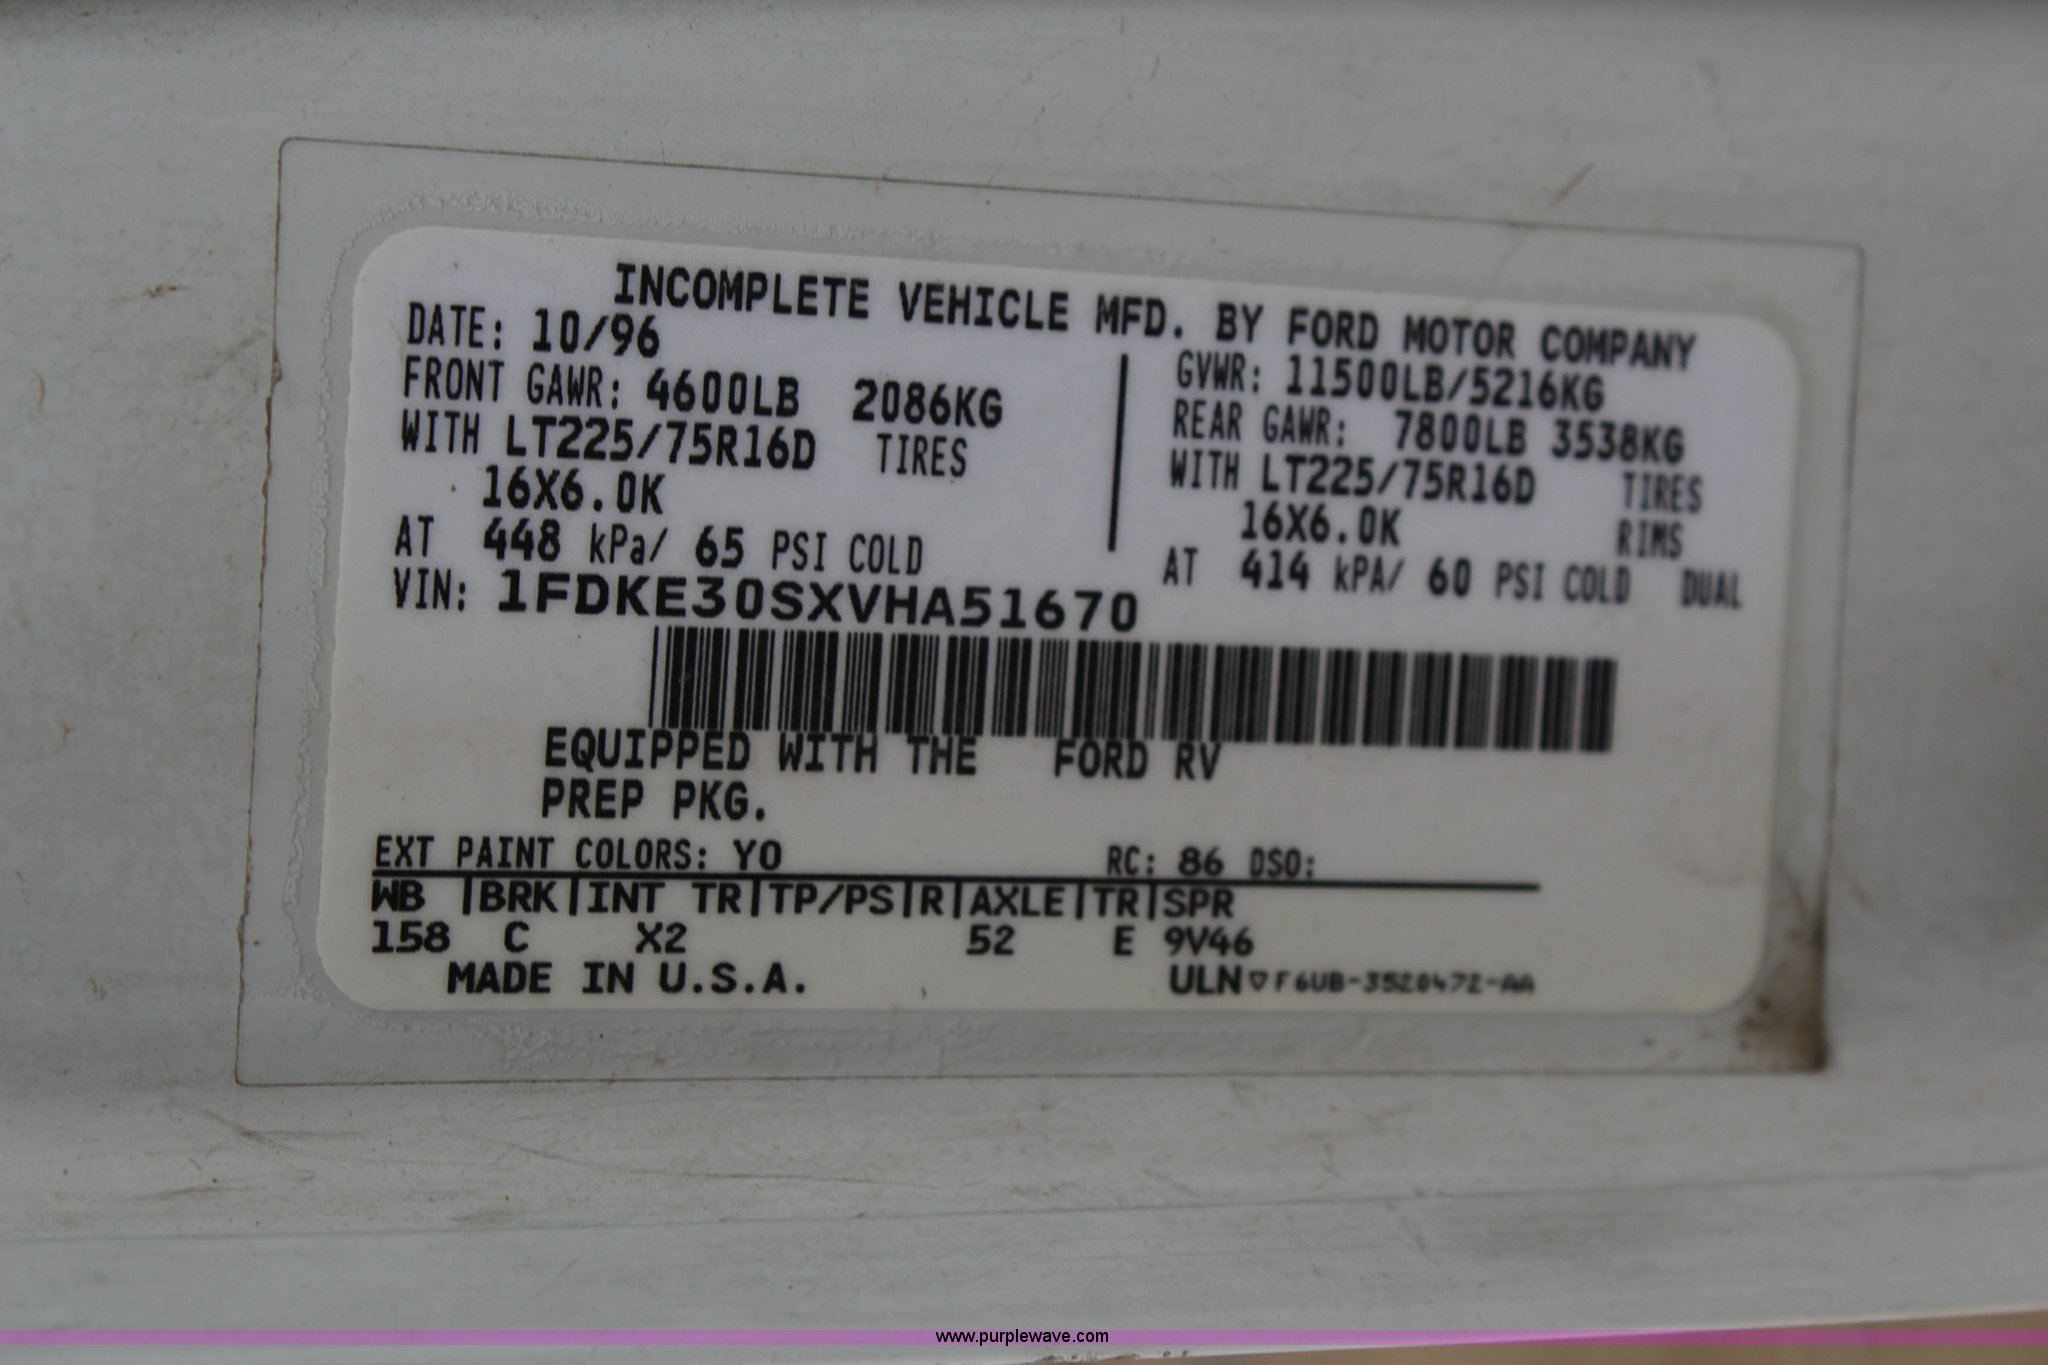 INCOMPLETE VEHICLE MFD. BY FORD MOTOR COMPANY
DATE: 10/96
FRONT GAWR: 4600LB 2086KG
WITH LT225/75R16D TIRES
16X6.0K
AT 448 kPa/ 65 PSI COLD
GVWR: 11500LB/5216KG
REAR GAWR: 7800LB 3538KG
WITH LT225/75R16D TIRES
16X6.0K RIMS
AT 414 kPA/ 60 PSI COLD DUAL
VIN: 1FDKE30SXVHA51670
EQUIPPED WITH THE FORD RV
PREP PKG.
EXT PAINT COLORS: YO RC: 86 DSO:
WB |BRK|INT TR|TP/PS|R|AXLE|TR|SPR
158 C X2 52 E 9V46
MADE IN U.S.A. ULN▽F6UB-3520472-AA
www.purplewave.com